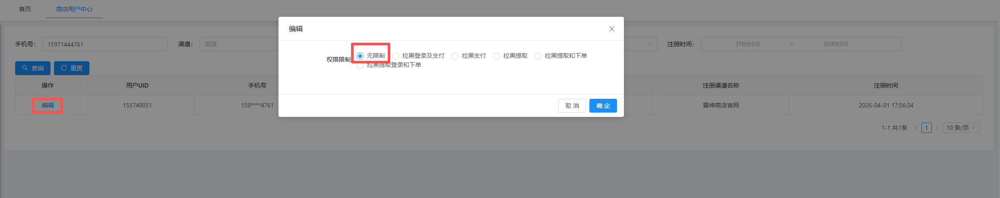 首页 商店用户中心
编辑
手机号： 15971444761 渠道： 渠道 注册时间： 开始时间 ~ 结束时间
权限限制 无限制 拉黑登录及支付 拉黑支付 拉黑提取 拉黑提取和下单
拉黑提取登录和下单
查询 重置
操作 用户UID 手机号 注册渠道名称 注册时间
编辑 155740051 159****4761 雷神商店官网 2026-04-01 17:56:34
取 消 确 定
1-1 共1条 < 1 > 10 条/页